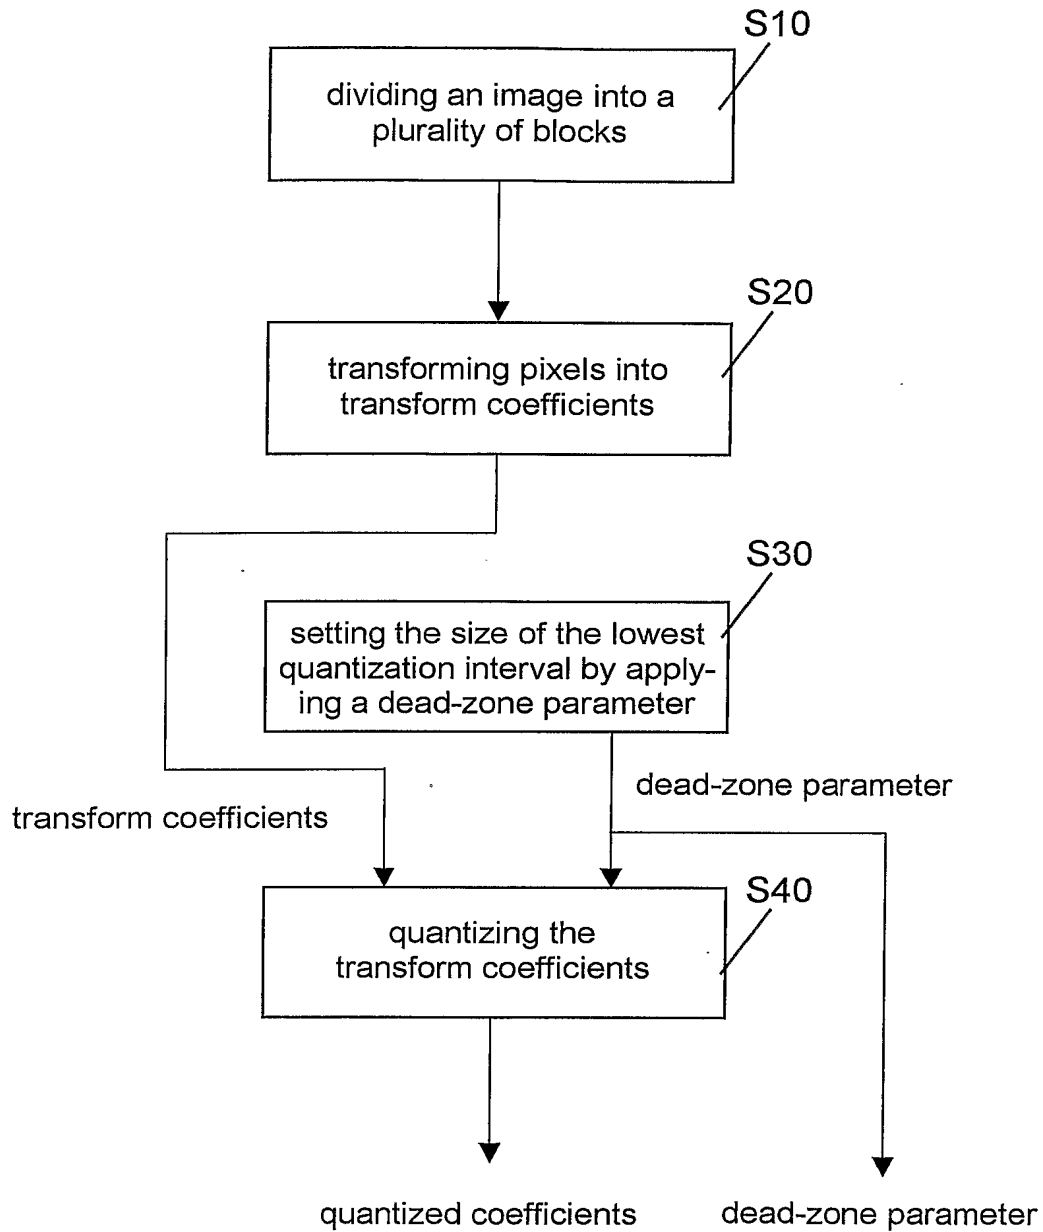 S10
dividing an image into a
plurality of blocks
S20
transforming pixels into
transform coefficients
S30
setting the size of the lowest
quantization interval by apply-
ing a dead-zone parameter
dead-zone parameter
transform coefficients
S40
quantizing the
transform coefficients
quantized coefficients
dead-zone parameter